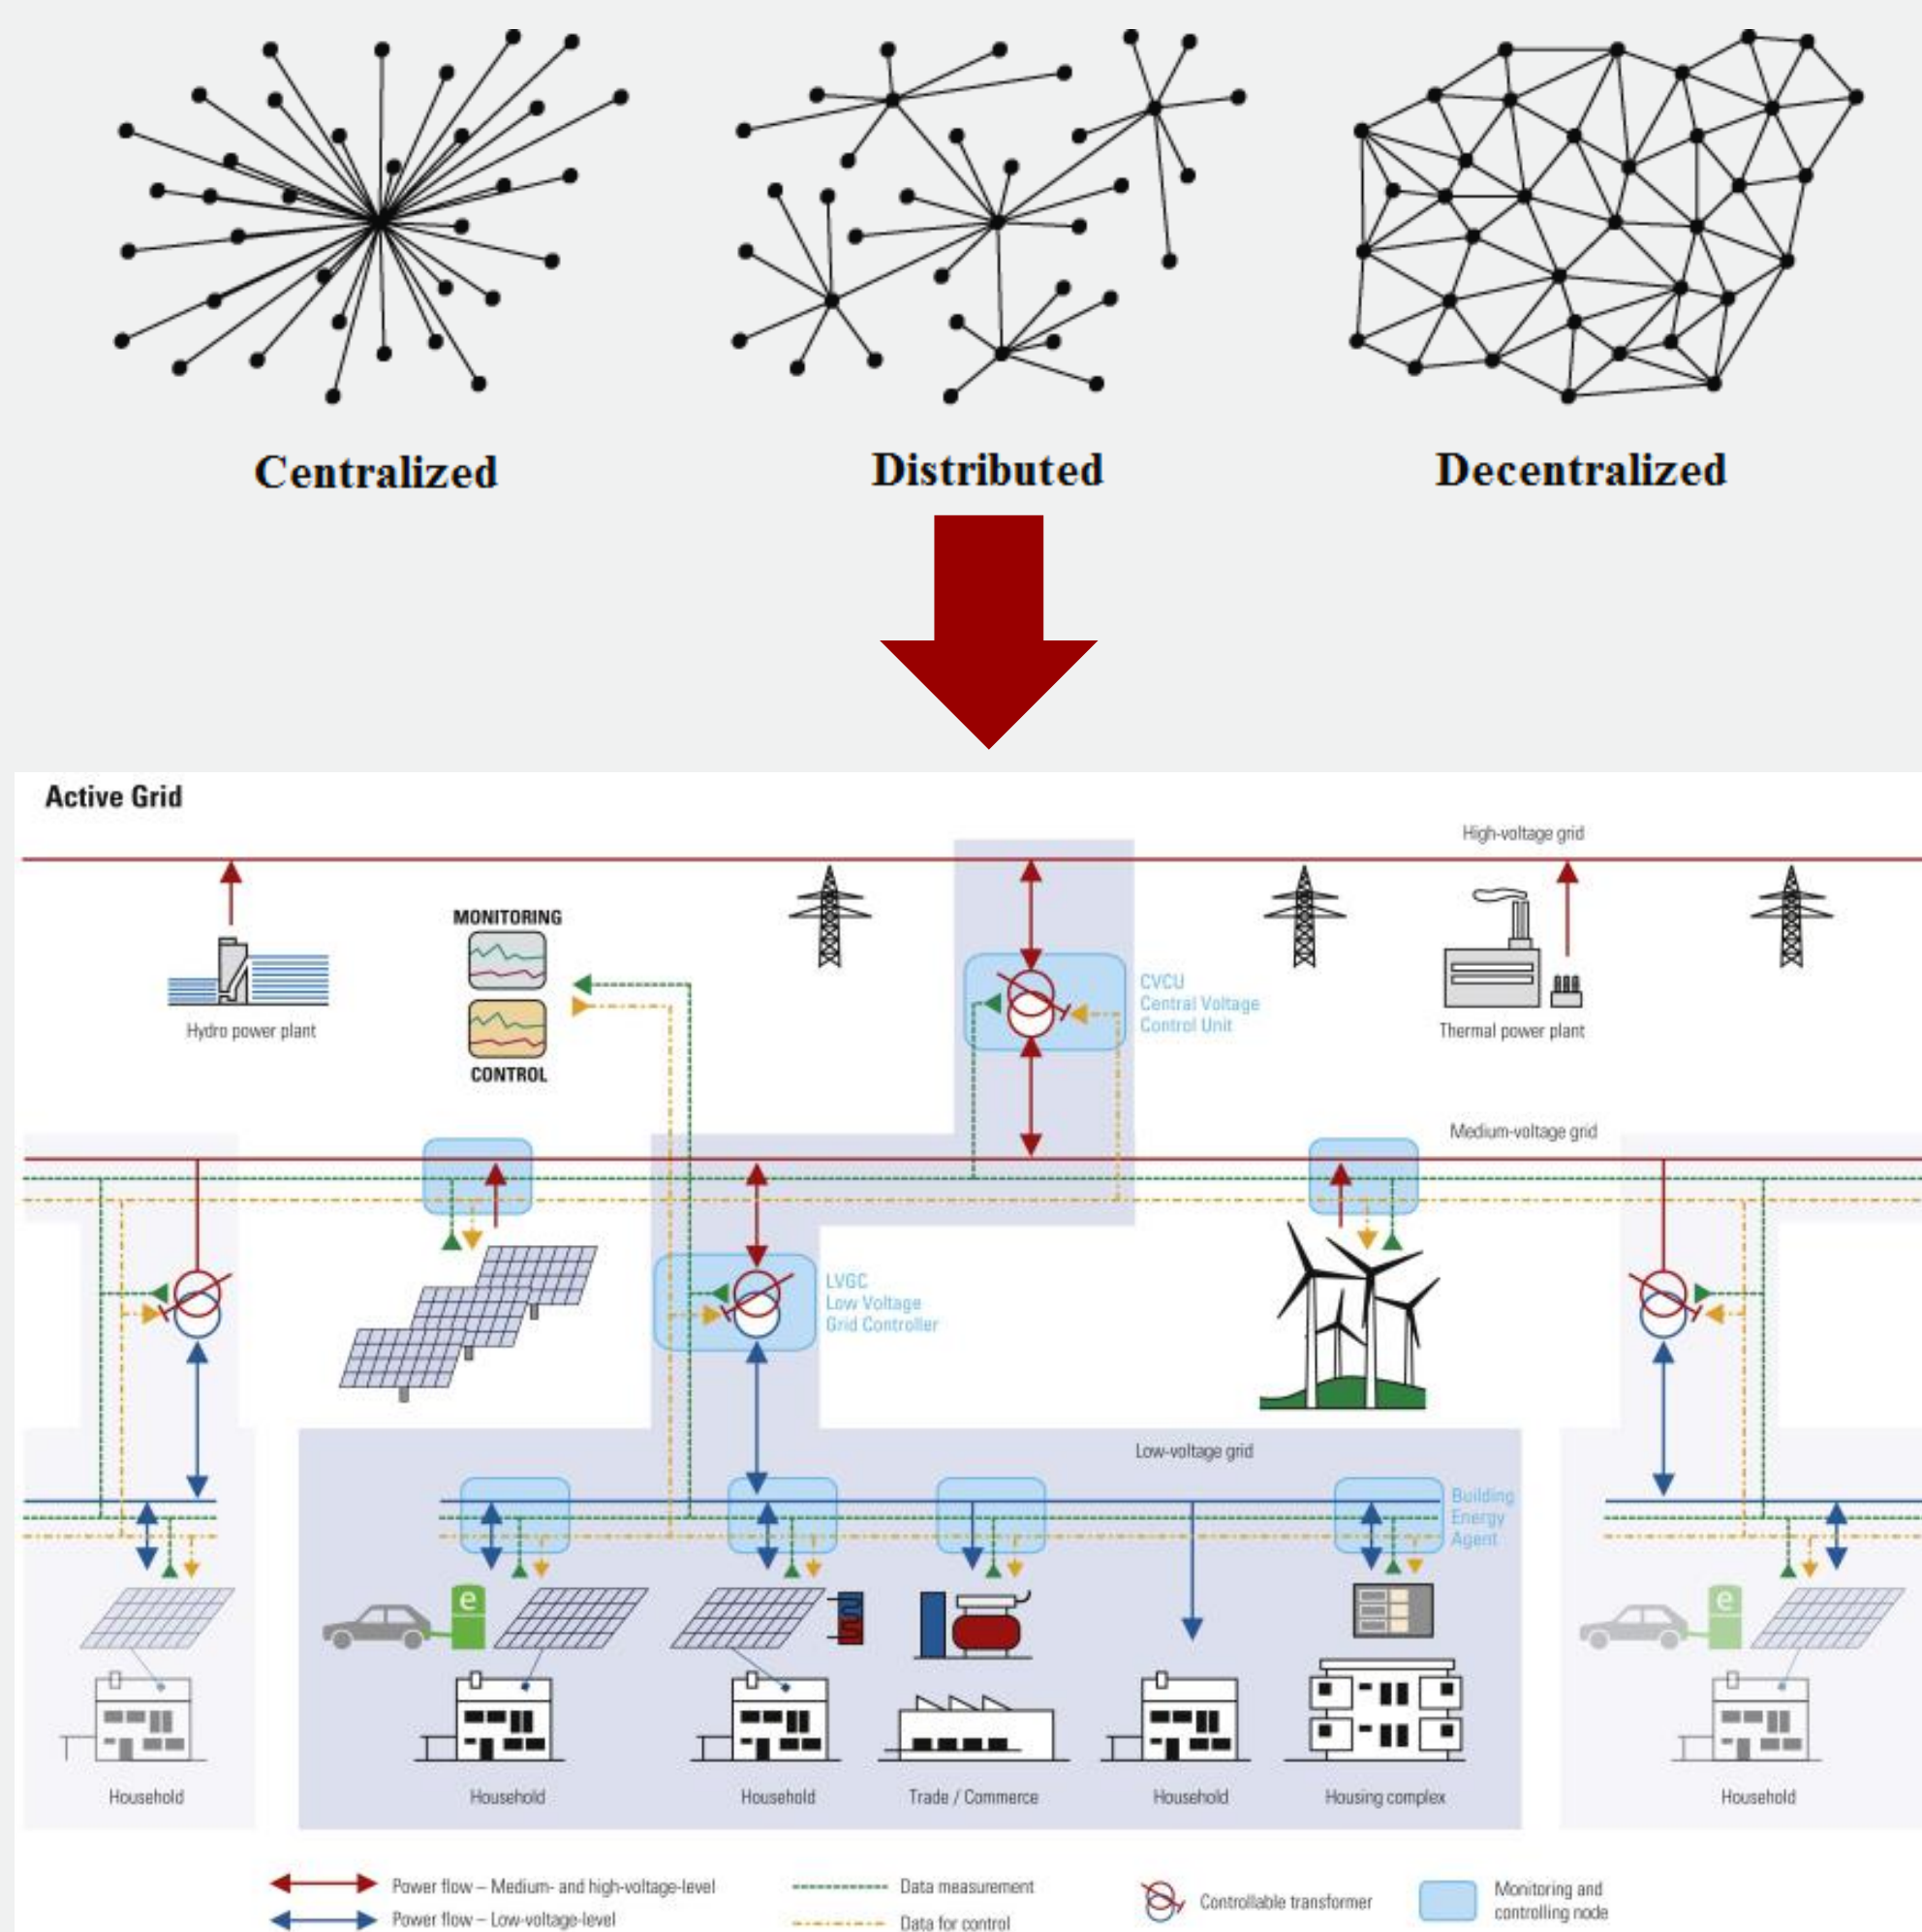 Centralized
Distributed
Decentralized
Active Grid
High-voltage grid
MONITORING
CONTROL
Hydro power plant
CVCU
Central Voltage
Control Unit
Thermal power plant
Medium-voltage grid
LVGC
Low Voltage
Grid Controller
Low-voltage grid
Building
Energy
Agent
e
e
Household
Household
Household
Trade / Commerce
Household
Housing complex
Household
Power flow – Medium- and high-voltage-level
Power flow – Low-voltage-level
Data measurement
Data for control
Controllable transformer
Monitoring and
controlling node